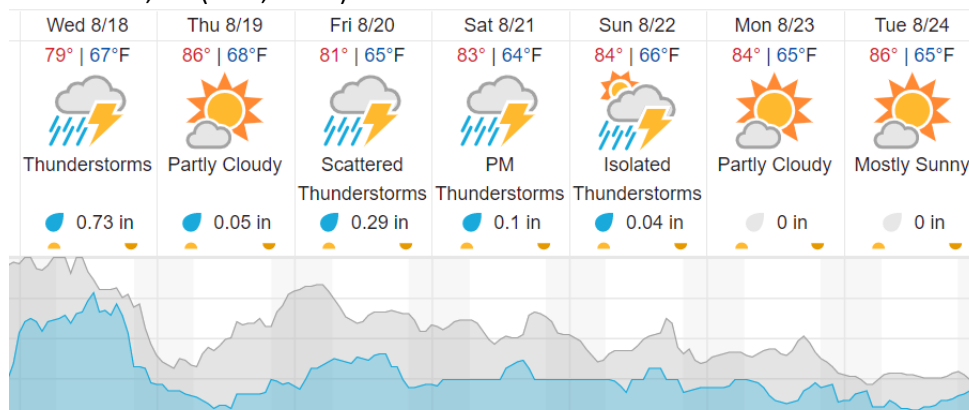 Wed 8/18 Thu 8/19 Fri 8/20 Sat 8/21 Sun 8/22 Mon 8/23 Tue 8/24
79° | 67°F 86° | 68°F 81° | 65°F 83° | 64°F 84° | 66°F 84° | 65°F 86° | 65°F
Thunderstorms Partly Cloudy Scattered PM Isolated Partly Cloudy Mostly Sunny
Thunderstorms Thunderstorms Thunderstorms
0.73 in 0.05 in 0.29 in 0.1 in 0.04 in 0 in 0 in